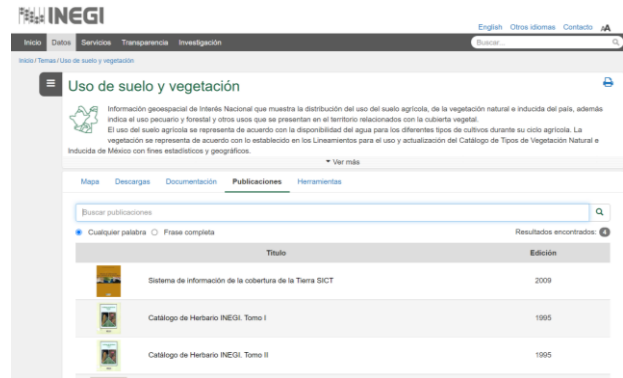 INEGI
English Otros idiomas Contacto AA
Inicio Datos Servicios Transparencia Investigación
Buscar...
Inicio / Temas / Uso de suelo y vegetación
Uso de suelo y vegetación
Información geoespacial de Interés Nacional que muestra la distribución del uso del suelo agrícola, de la vegetación natural e inducida del país, además
indica el uso pecuario y forestal y otros usos que se presentan en el territorio relacionados con la cubierta vegetal.
El uso del suelo agrícola se representa de acuerdo con la disponibilidad del agua para los diferentes tipos de cultivos durante su ciclo agrícola. La
vegetación se representa de acuerdo con lo establecido en los Lineamientos para el uso y actualización del Catálogo de Tipos de Vegetación Natural e
Inducida de México con fines estadísticos y geográficos.
Ver más
Mapa Descargas Documentación Publicaciones Herramientas
Buscar publicaciones
Cualquier palabra Frase completa Resultados encontrados: 4
Título Edición
Sistema de información de la cobertura de la Tierra SICT 2009
Catálogo de Herbario INEGI. Tomo I 1995
Catálogo de Herbario INEGI. Tomo II 1995